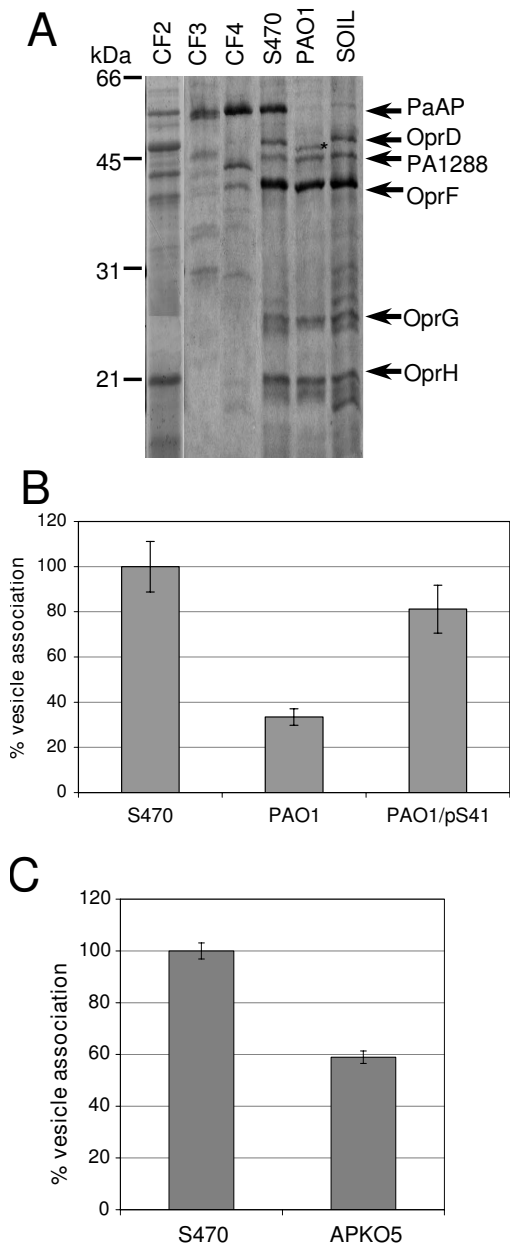 A
kDa
CF2 CF3 CF4 S470 PAO1 SOIL
66
45
31
21
*
PaAP
OprD
PA1288
OprF
OprG
OprH
B
% vesicle association
120
100
80
60
40
20
0
S470 PAO1 PAO1/pS41
C
% vesicle association
120
100
80
60
40
20
0
S470 APKO5